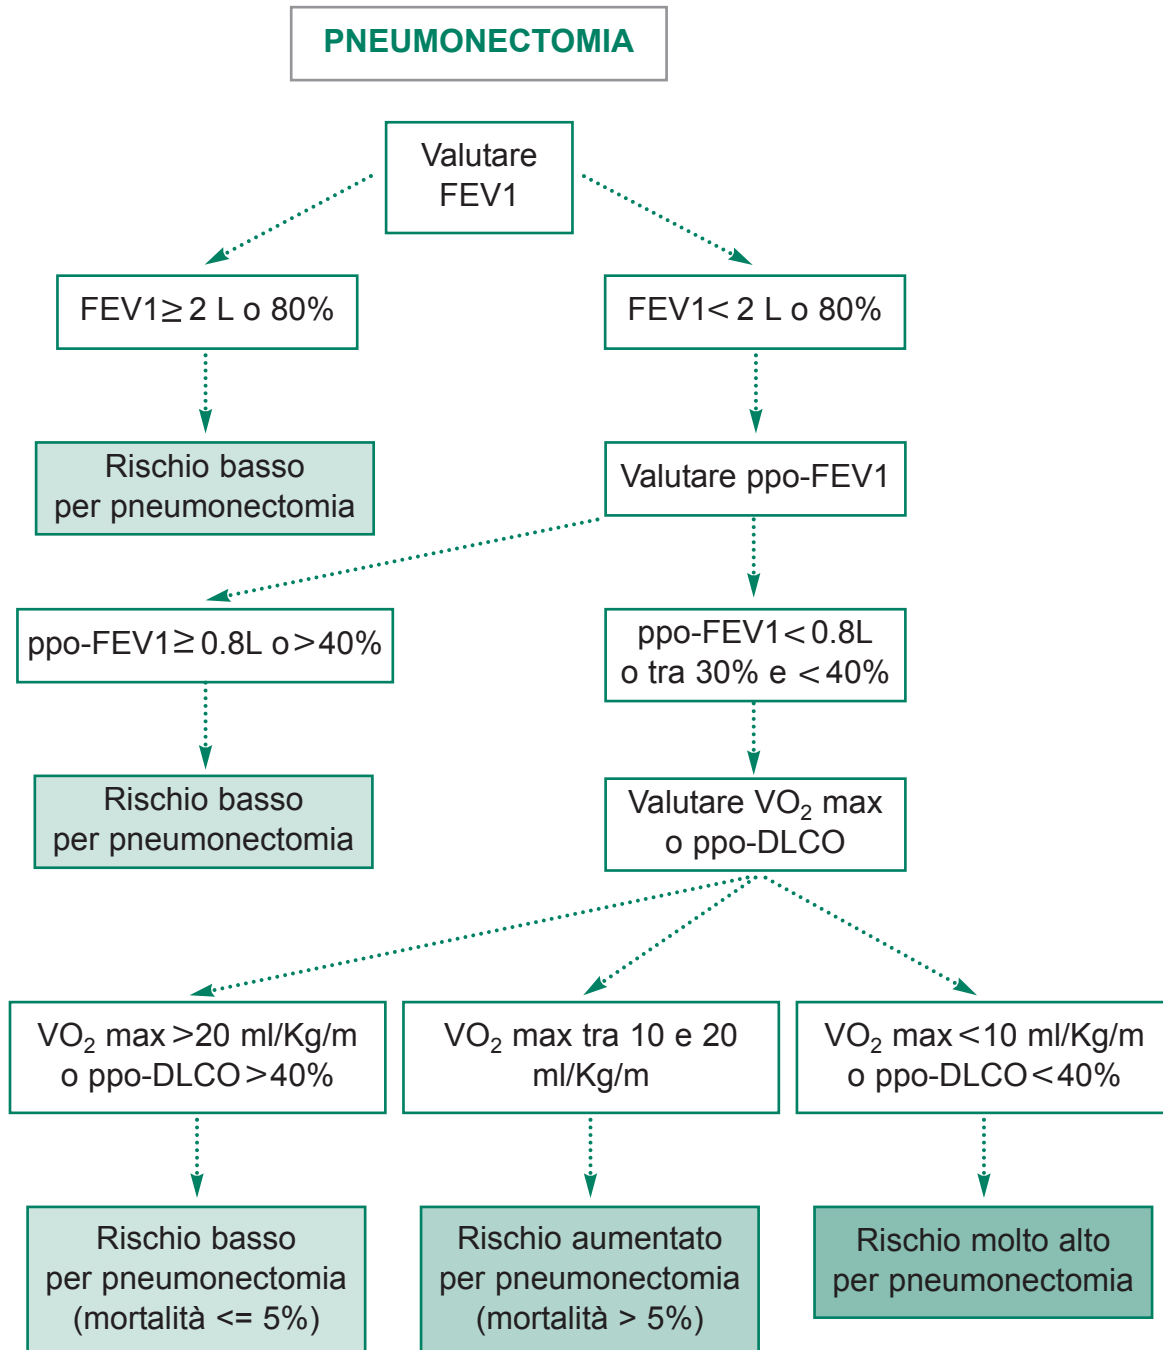 PNEUMONECTOMIA
Valutare
FEV1
FEV1≥ 2 L o 80%
FEV1< 2 L o 80%
Rischio basso
per pneumonectomia
Valutare ppo-FEV1
ppo-FEV1≥ 0.8L o>40%
ppo-FEV1<0.8L
o tra 30% e <40%
Rischio basso
per pneumonectomia
Valutare VO₂ max
o ppo-DLCO
VO₂ max >20 ml/Kg/m
o ppo-DLCO>40%
VO₂ max tra 10 e 20
ml/Kg/m
VO₂ max<10 ml/Kg/m
o ppo-DLCO<40%
Rischio basso
per pneumonectomia
(mortalità <= 5%)
Rischio aumentato
per pneumonectomia
(mortalità > 5%)
Rischio molto alto
per pneumonectomia